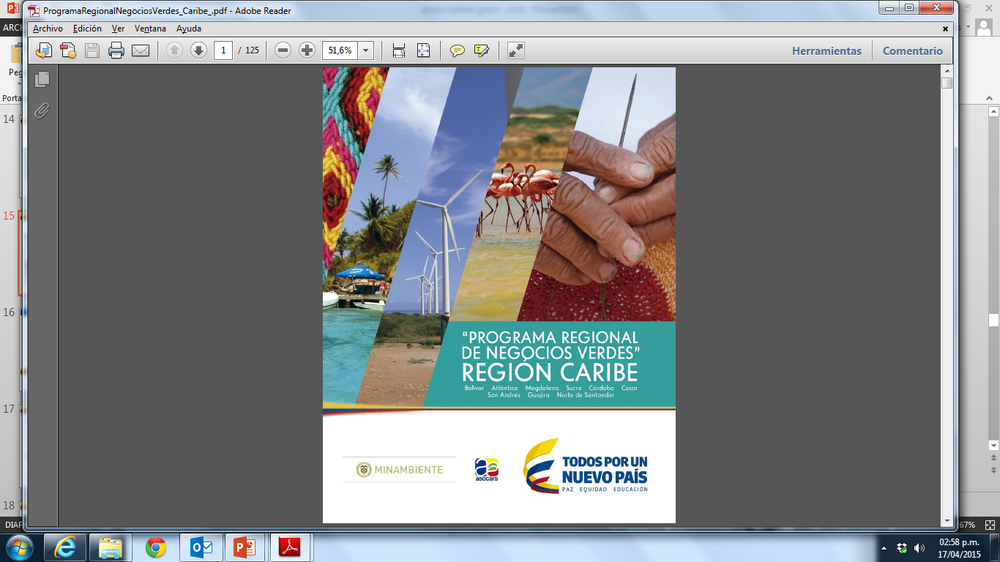 ProgramaRegionalNegociosVerdes_Caribe_.pdf - Adobe Reader
ARC
Archivo Edición Ver Ventana Ayuda
1 / 125 51,6% Herramientas Comentario
Peg
Porta
14
15
16
17
18
“PROGRAMA REGIONAL
DE NEGOCIOS VERDES”
REGIÓN CARIBE
Bolívar Atlántico Magdalena Sucre Córdoba Cesar
San Andrés Guajira Norte de Santander
MINAMBIENTE
asocars
TODOS POR UN
NUEVO PAÍS
PAZ EQUIDAD EDUCACIÓN
DIAP
67%
02:58 p.m.
17/04/2015